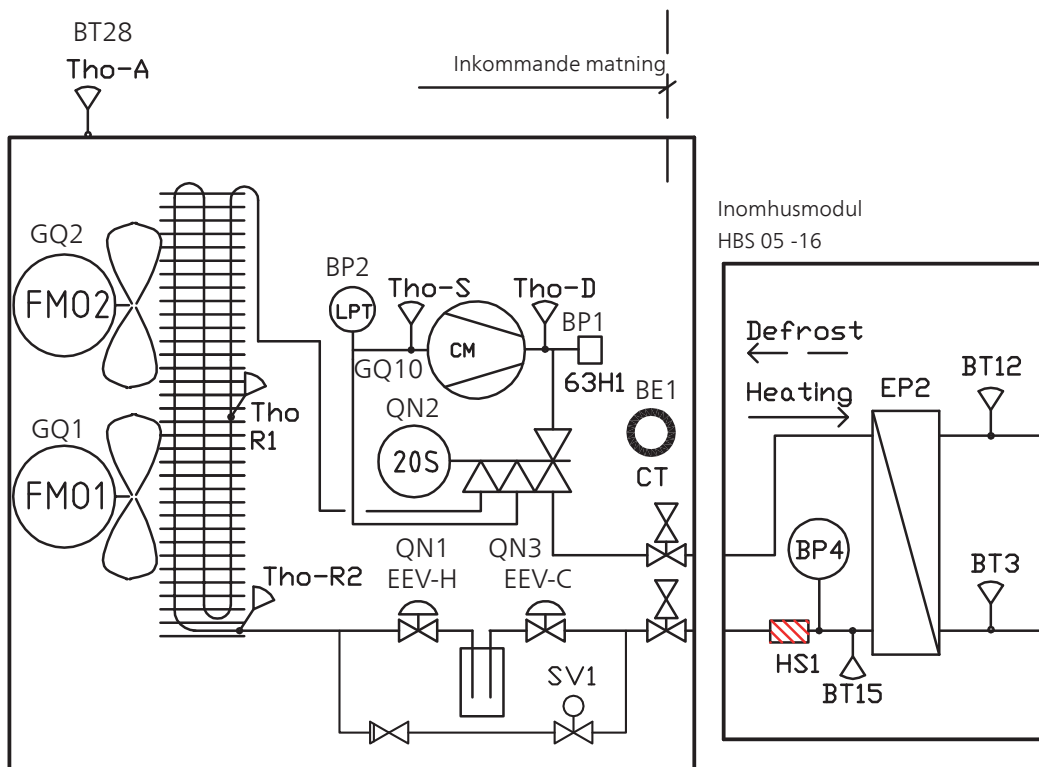 BT28
Tho-A
Inkommande matning
Inomhusmodul
HBS 05 -16
GQ2
FM02
BP2
LPT
Tho-S
Tho-D
BP1
CM
GQ10
63H1
BE1
CT
Defrost
Heating
EP2
BT12
Tho
R1
QN2
20S
GQ1
FM01
QN1
EEV-H
QN3
EEV-C
BP4
BT3
Tho-R2
HS1
BT15
SV1